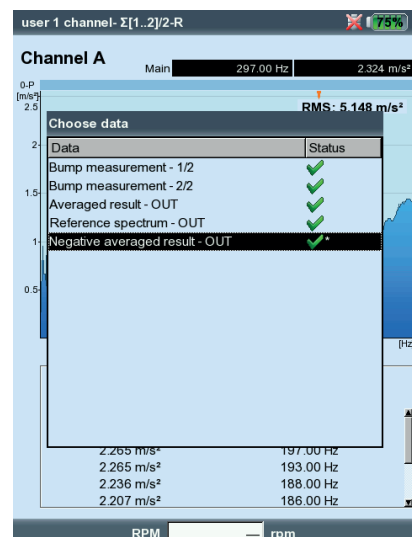 user 1 channel- Σ[1..2]/2-R 75%
Channel A Main 297.00 Hz 2.324 m/s²
0-P
[m/s²]
2.5 RMS: 5.148 m/s²
Choose data
2 Data Status
Bump measurement - 1/2
Bump measurement - 2/2
1.5 Averaged result - OUT
Reference spectrum - OUT
1 Negative averaged result - OUT *
0.5
[Hz
2.265 m/s² 197.00 Hz
2.265 m/s² 193.00 Hz
2.236 m/s² 188.00 Hz
2.207 m/s² 186.00 Hz
RPM — rpm